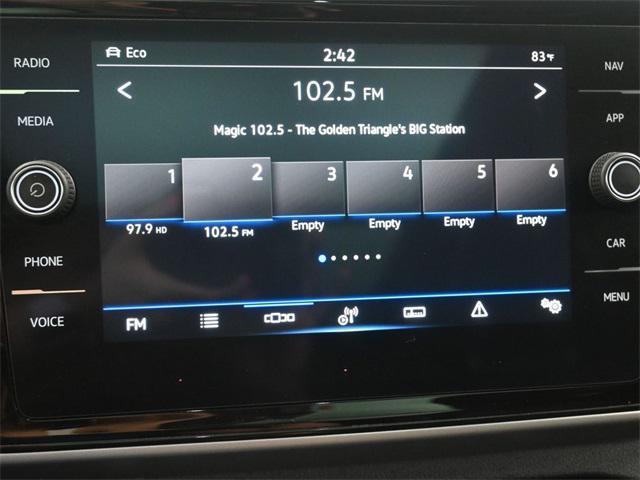 Eco 2:42 83°F
RADIO
NAV
< 102.5 FM >
MEDIA
APP
Magic 102.5 - The Golden Triangle's BIG Station
1 2 3 4 5 6
97.9 HD 102.5 FM Empty Empty Empty Empty
CAR
PHONE
MENU
VOICE
FM